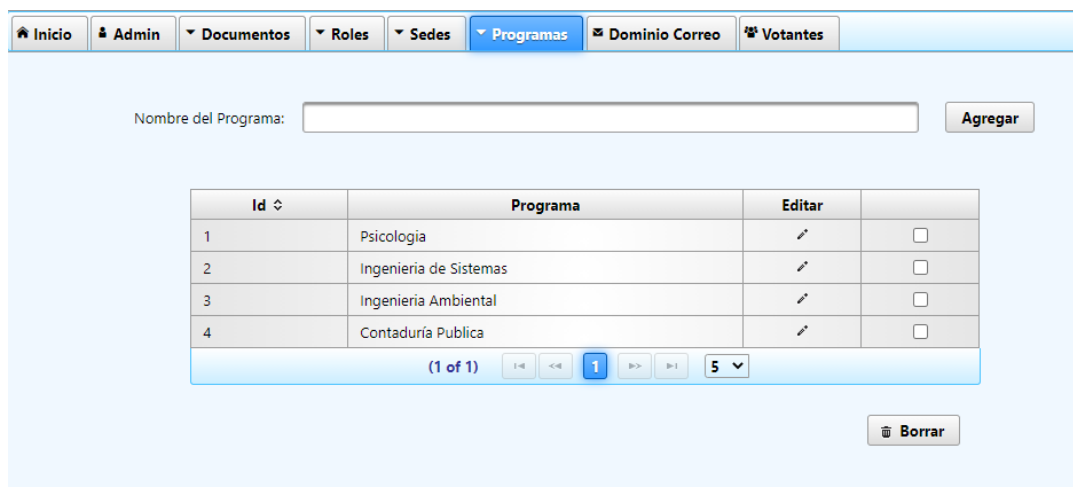 Inicio Admin Documentos Roles Sedes Programas Dominio Correo Votantes
Nombre del Programa: Agregar
Id Programa Editar
1 Psicologia
2 Ingenieria de Sistemas
3 Ingenieria Ambiental
4 Contaduría Publica
(1 of 1) 1 5
Borrar